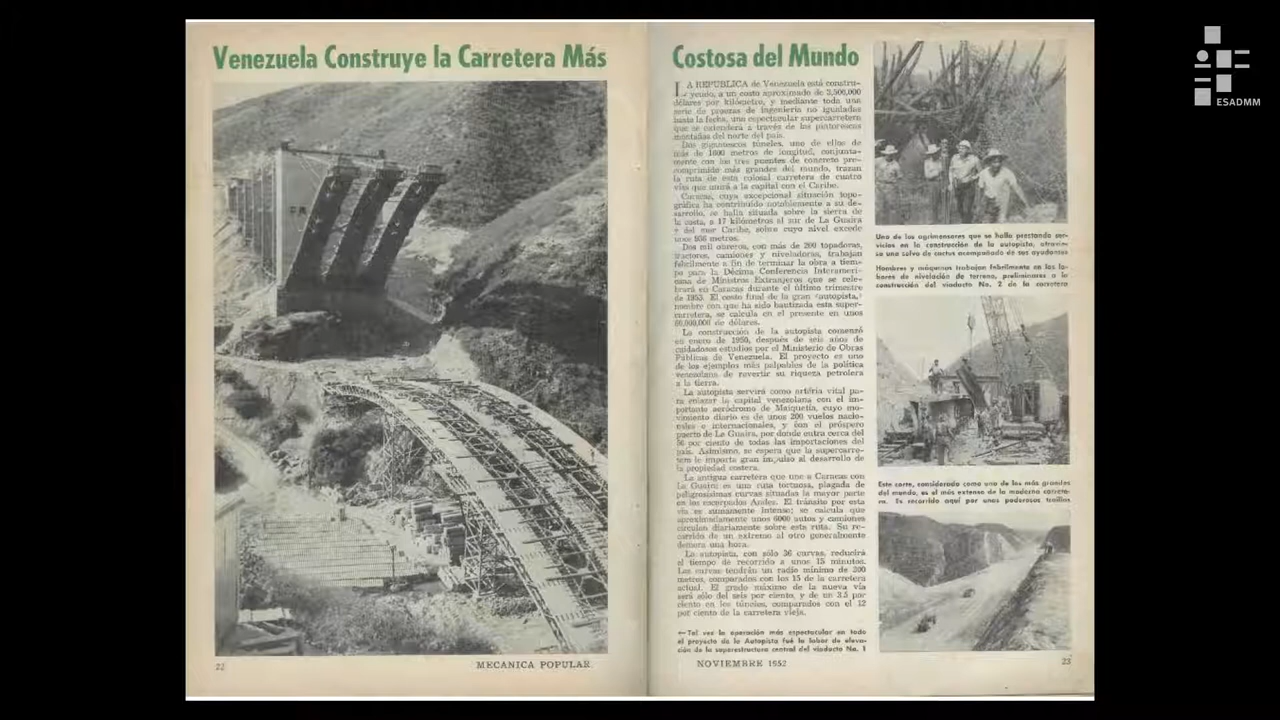 Venezuela Construye la Carretera Más
Costosa del Mundo
LA REPUBLICA de Venezuela está constru-
yendo, a un costo aproximado de 3,500,000
dólares por kilómetro, y mediante toda una
serie de proezas de ingeniería no igualadas
hasta la fecha, una espectacular supercarretera
que se extenderá a través de las pintorescas
montañas del norte del país.
Dos gigantescos túneles, uno de ellos de
más de 1800 metros de longitud, conjunta-
mente con los tres puentes de concreto pre-
comprimido más grandes del mundo, trazan
la ruta de esta colosal carretera de cuatro
vías que unirá a la capital con el Caribe.
Caracas, cuya excepcional situación topo-
gráfica ha contribuido notablemente a su de-
sarrollo, se halla situada sobre la sierra de
la costa, a 17 kilómetros al sur de La Guaira
y del mar Caribe, sobre cuyo nivel excede
unos metros.
Dos mil obreros, con más de 200 topadoras,
tractores, camiones y niveladoras, trabajan
febrilmente a fin de terminar la obra a tiem-
po para la Décima Conferencia Interameri-
cana de Ministros Extranjeros que se cele-
brará en Caracas durante el último trimestre
de 1953. El costo final de la gran "autopista,"
nombre con que ha sido bautizada esta super-
carretera, se calcula en el presente en unos
60,000,000 de dólares.
La construcción de la autopista comenzó
en enero de 1950, después de seis años de
cuidadosos estudios por el Ministerio de Obras
Públicas de Venezuela. El proyecto es uno
de los ejemplos más palpables de la política
venezolana de revertir su riqueza petrolera
a la tierra.
La autopista servirá como artéria vital pa-
ra enlazar la capital venezolana con el im-
portante aeródromo de Maiquetía, cuyo mo-
vimiento diario es de unos 200 vuelos nacio-
nales e internacionales, y con el próspero
puerto de La Guaira, por donde entra cerca del
por ciento de todas las importaciones del
país. Asimismo, se espera que la supercarre-
tera le imparta gran impulso al desarrollo de
la propiedad costera.
La antigua carretera que une a Caracas con
La Guaira es una ruta tortuosa, plagada de
peligrosísimas curvas situadas la mayor parte
en los escarpados Andes. El tránsito por esta
vía es sumamente intenso; se calcula que
aproximadamente unos 6000 autos y camiones
circulan diariamente sobre esta ruta. Su re-
corrido de un extremo al otro generalmente
demora una hora.
La autopista, con sólo 36 curvas, reducirá
el tiempo de recorrido a unos 15 minutos.
Las curvas tendrán un radio mínimo de 300
metros, comparados con los 15 de la carretera
actual. El grado máximo de la nueva vía
será sólo del seis por ciento, y de un 3.5 por
ciento en los túneles, comparados con el 12
por ciento de la carretera vieja.
←Tal vez la operación más espectacular en todo
el proyecto de la Autopista fué la labor de eleva-
ción de la superestructura central del viaducto No. 1
Uno de los agrimensores que se halla prestando ser-
vicios en la construcción de la autopista, atravie-
sa una selva de cactus acompañado de sus ayudantes
Hombres y máquinas trabajan febrilmente en las la-
bores de nivelación de terreno, preliminares a la
construcción del viaducto No. 2 de la carretera
Este corte, considerado como uno de los más grandes
del mundo, es el más extenso de la moderna carrete-
ra. Es recorrido aquí por unos poderosos traíllas
22
MECANICA POPULAR
NOVIEMBRE 1952
23
ESADMM